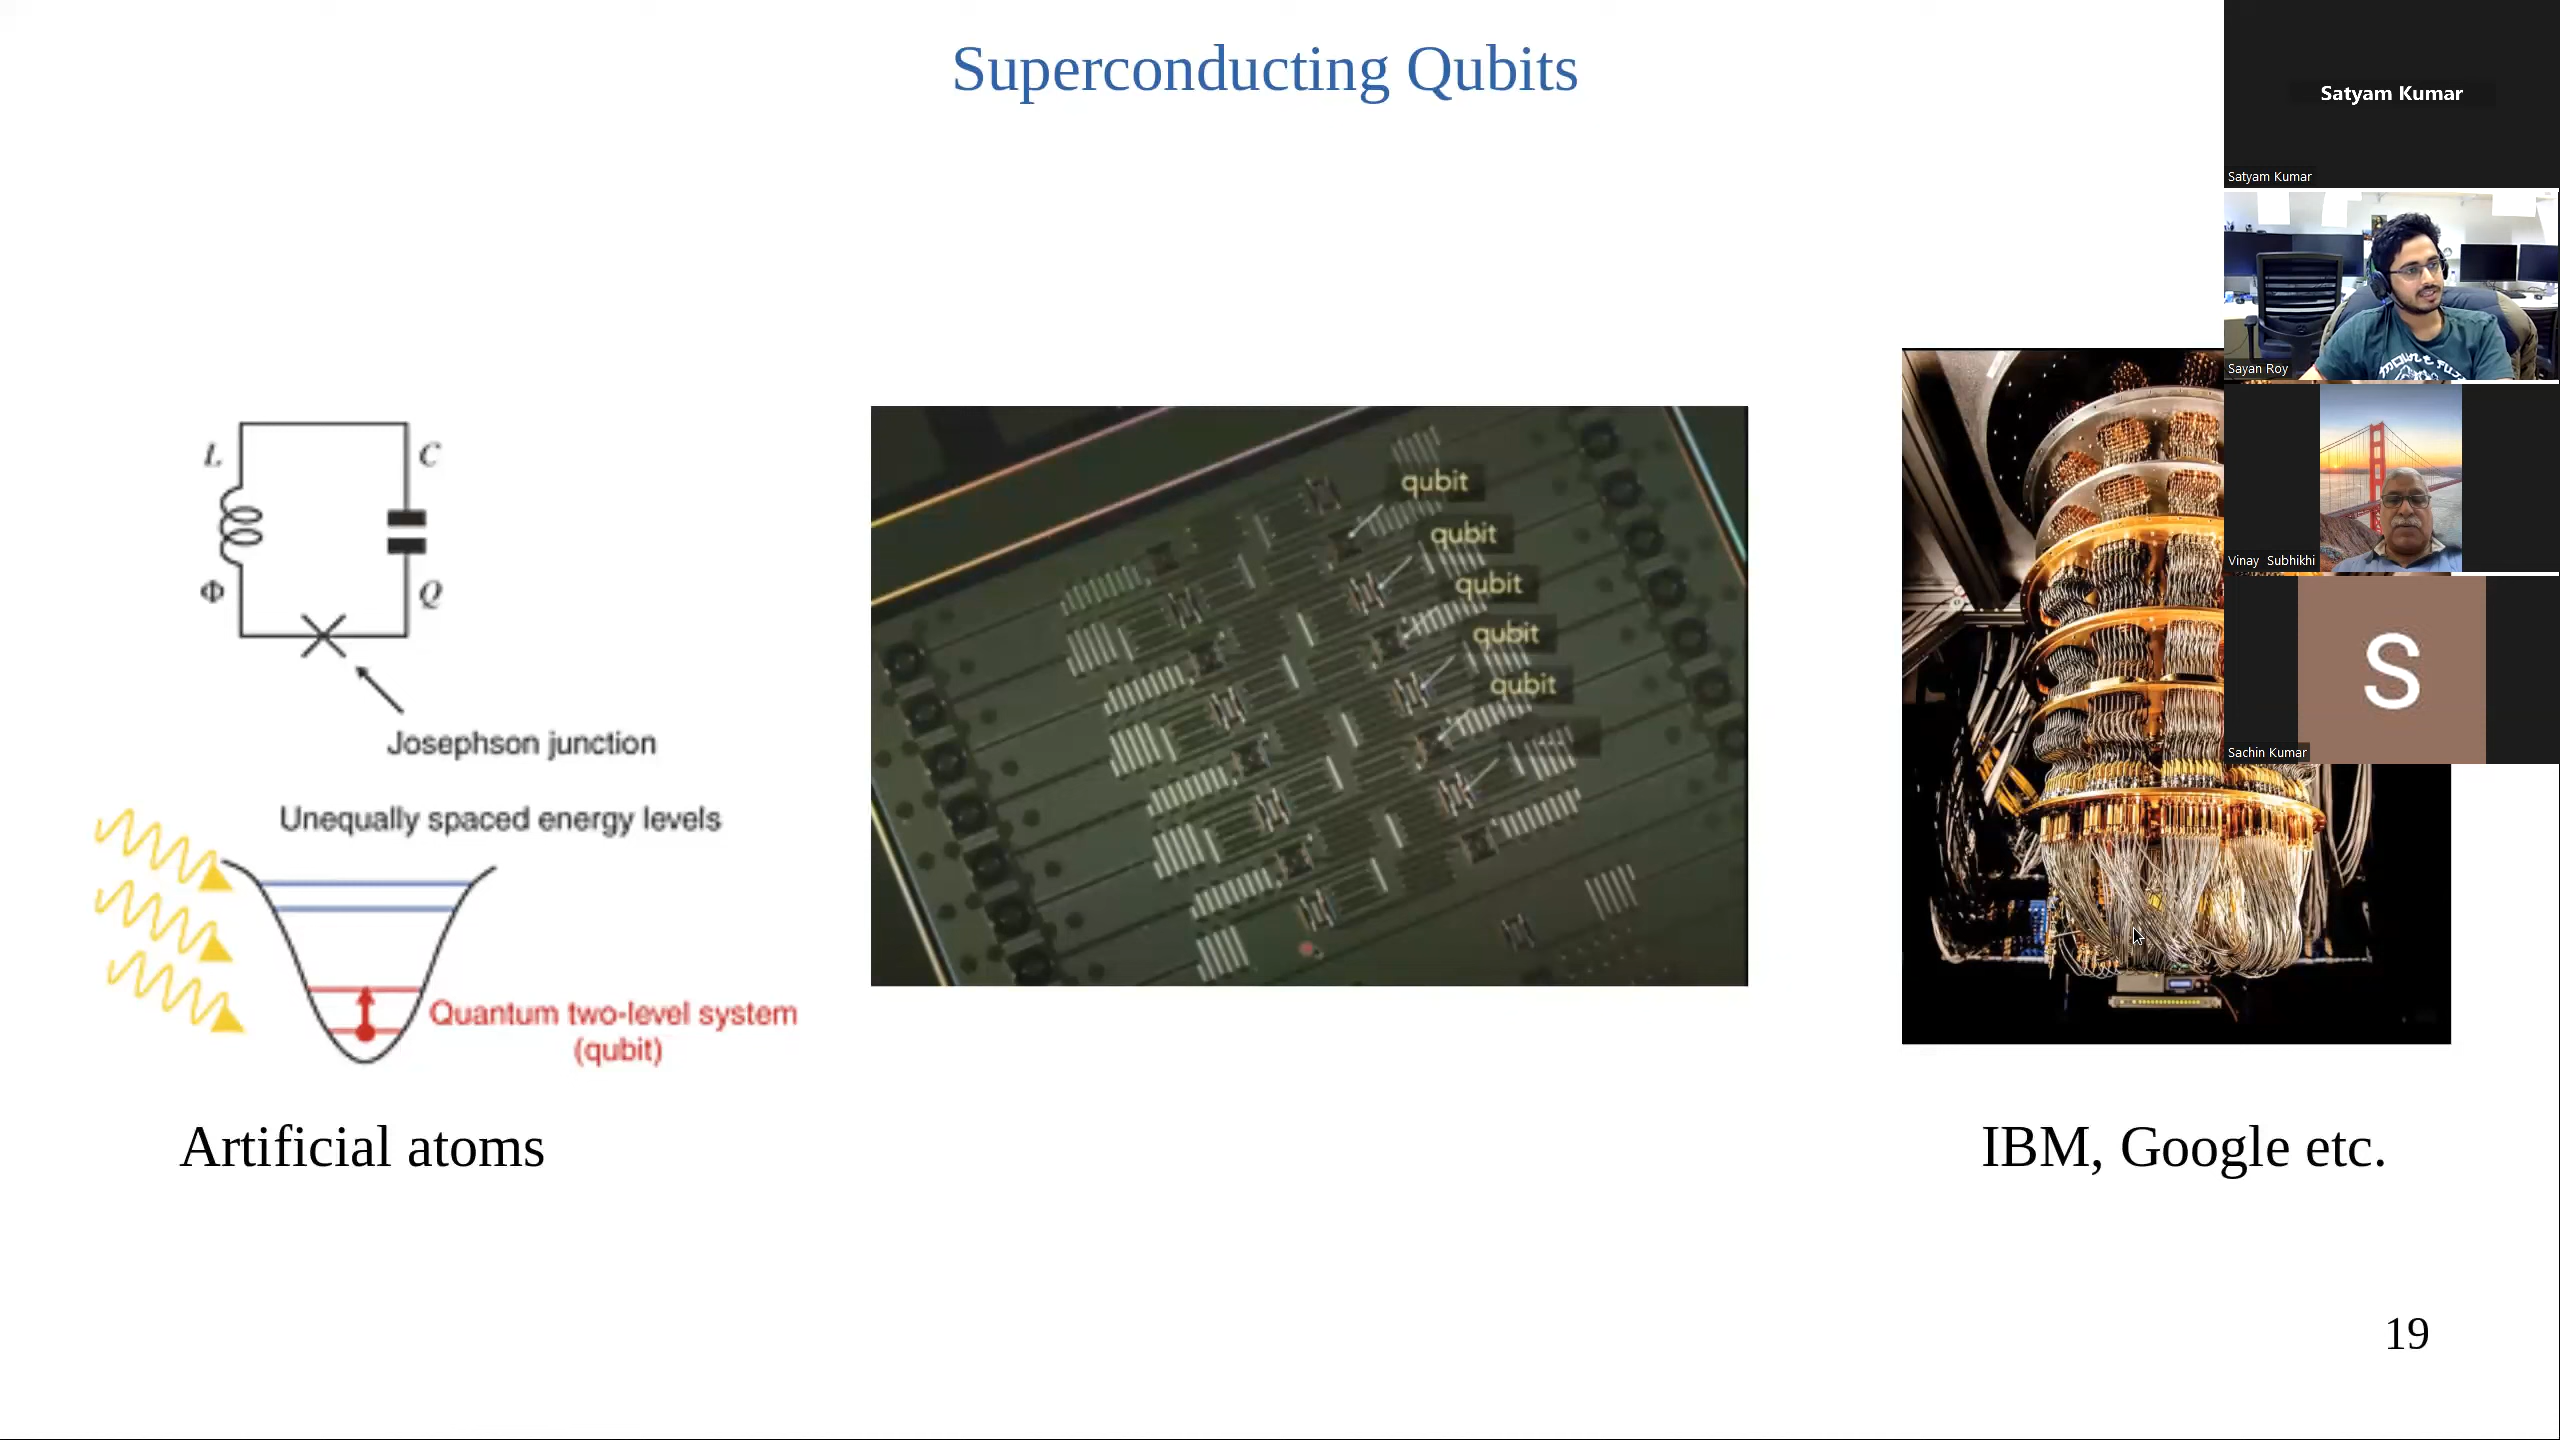 Superconducting Qubits
Satyam Kumar
Satyam Kumar
Sayan Roy
Vinay Subhikhi
S
Sachin Kumar
L
C
Φ
Q
Josephson junction
Unequally spaced energy levels
Quantum two-level system
(qubit)
qubit
qubit
qubit
qubit
qubit
Artificial atoms
IBM, Google etc.
19